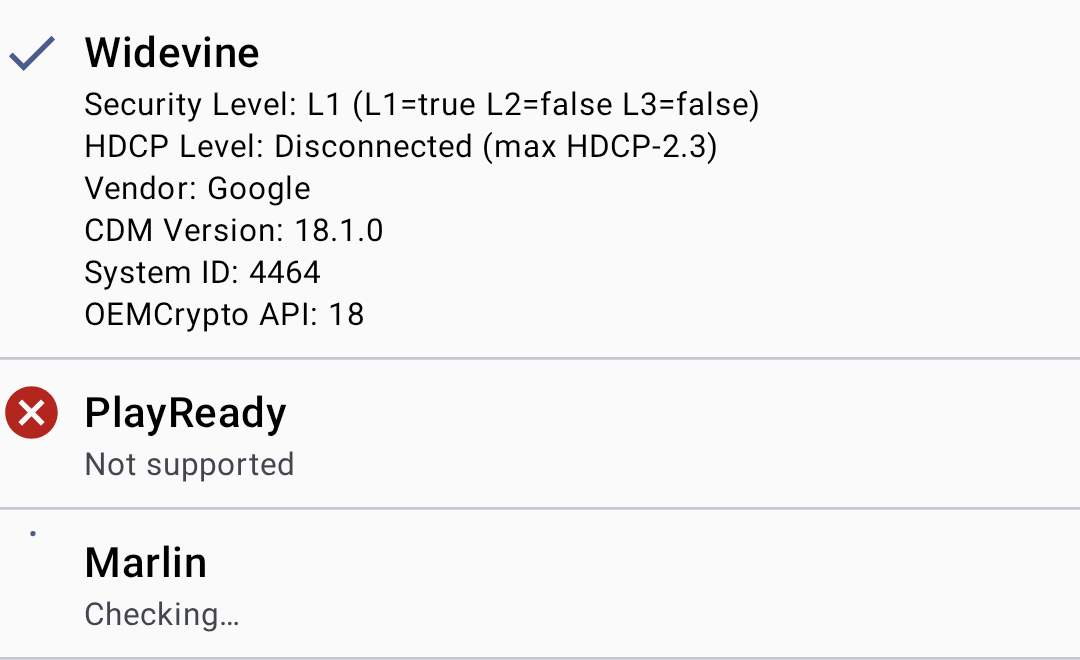 Widevine
Security Level: L1 (L1=true L2=false L3=false)
HDCP Level: Disconnected (max HDCP-2.3)
Vendor: Google
CDM Version: 18.1.0
System ID: 4464
OEMCrypto API: 18
PlayReady
Not supported
Marlin
Checking…